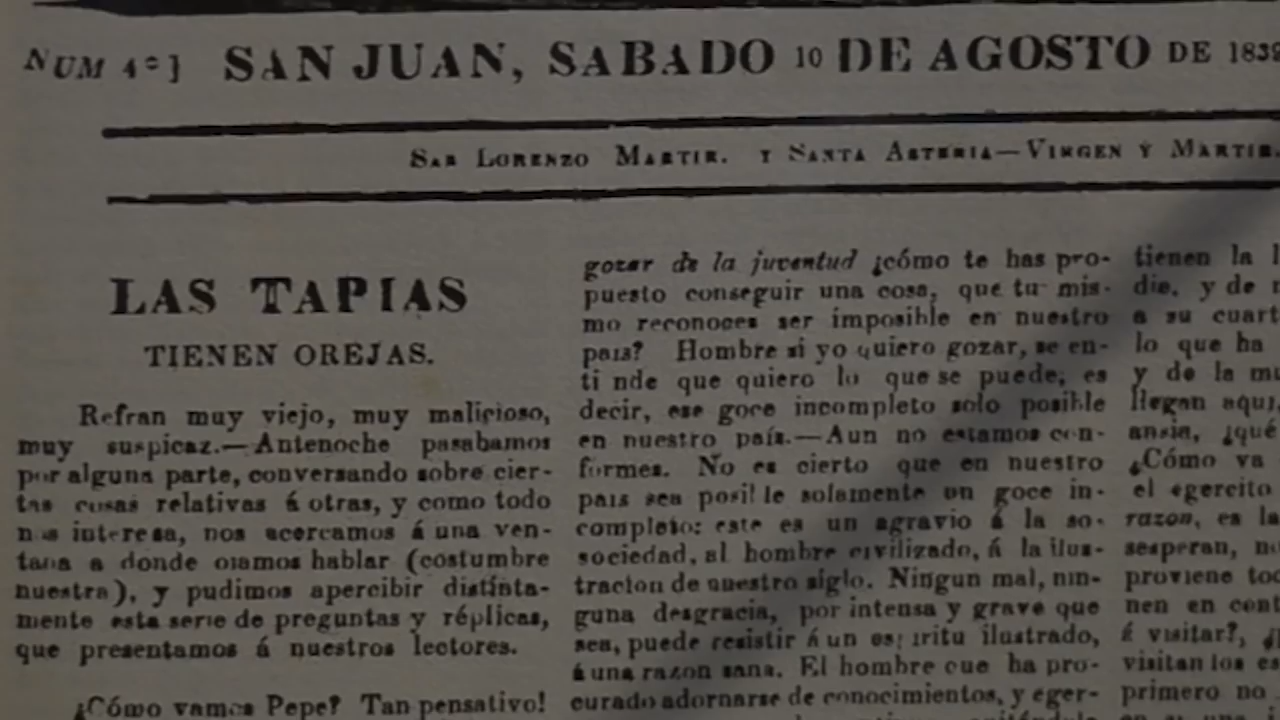 NUM 4º] SAN JUAN, SABADO 10 DE AGOSTO DE 1839
San Lorenzo Martir. y Santa Asteria—Virgen y Martir.
LAS TAPIAS
TIENEN OREJAS.
Refran muy viejo, muy malicioso,
muy suspicaz.—Antenoche pasabamos
por alguna parte, conversando sobre cier-
tas cosas relativas á otras, y como todo
nos interesa, nos acercamos á una ven-
tana a donde oiamos hablar (costumbre
nuestra), y pudimos apercibir distinta-
mente esta serie de preguntas y réplicas,
que presentamos á nuestros lectores.
¿Cómo vamos Pepe? Tan pensativo!
gozar de la juventud ¿cómo te has pro-
puesto conseguir una cosa, que tu mis-
mo reconoces ser imposible en nuestro
pais? Hombre si yo quiero gozar, se en-
ti nde que quiero lo que se puede; es
decir, ese goce incompleto solo posible
en nuestro país.—Aun no estamos con-
formes. No es cierto que en nuestro
pais sea posible solamente un goce in-
completo: este es un agravio á la so-
sociedad, al hombre civilizado, á la ilus-
tracion de nuestro siglo. Ningun mal, nin-
guna desgracia, por intensa y grave que
sea, puede resistir á un espiritu ilustrado,
á una razon sana. El hombre que ha pro-
curado adornarse de conocimientos, y eger-
tienen la
die, y de
a su cuart
lo que ha
y de la mu
llegan aqui,
ansia, ¿qué
¿Cómo va
el egercito
razon, es la
sesperan, no
proviene tod
nen en cont
é visitar?,
visitan los es
primero no